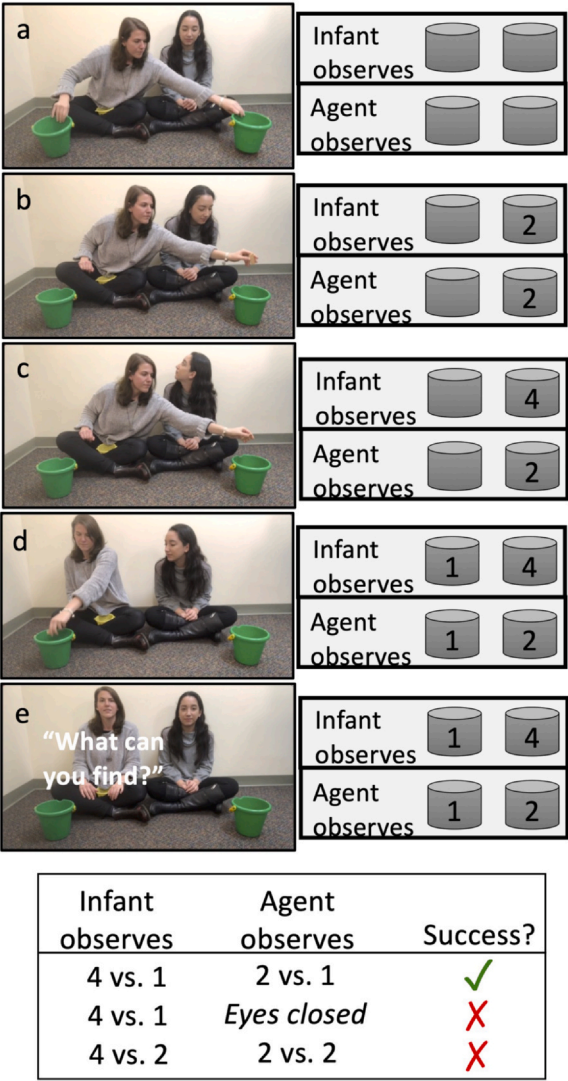 a
Infant
observes
Agent
observes
b
Infant
observes
2
Agent
observes
2
c
Infant
observes
4
Agent
observes
2
d
Infant
observes
1 4
Agent
observes
1 2
e
“What can
you find?”
Infant
observes
1 4
Agent
observes
1 2
Infant
observes
Agent
observes
Success?
4 vs. 1 2 vs. 1 ✓
4 vs. 1 Eyes closed ✗
4 vs. 2 2 vs. 2 ✗